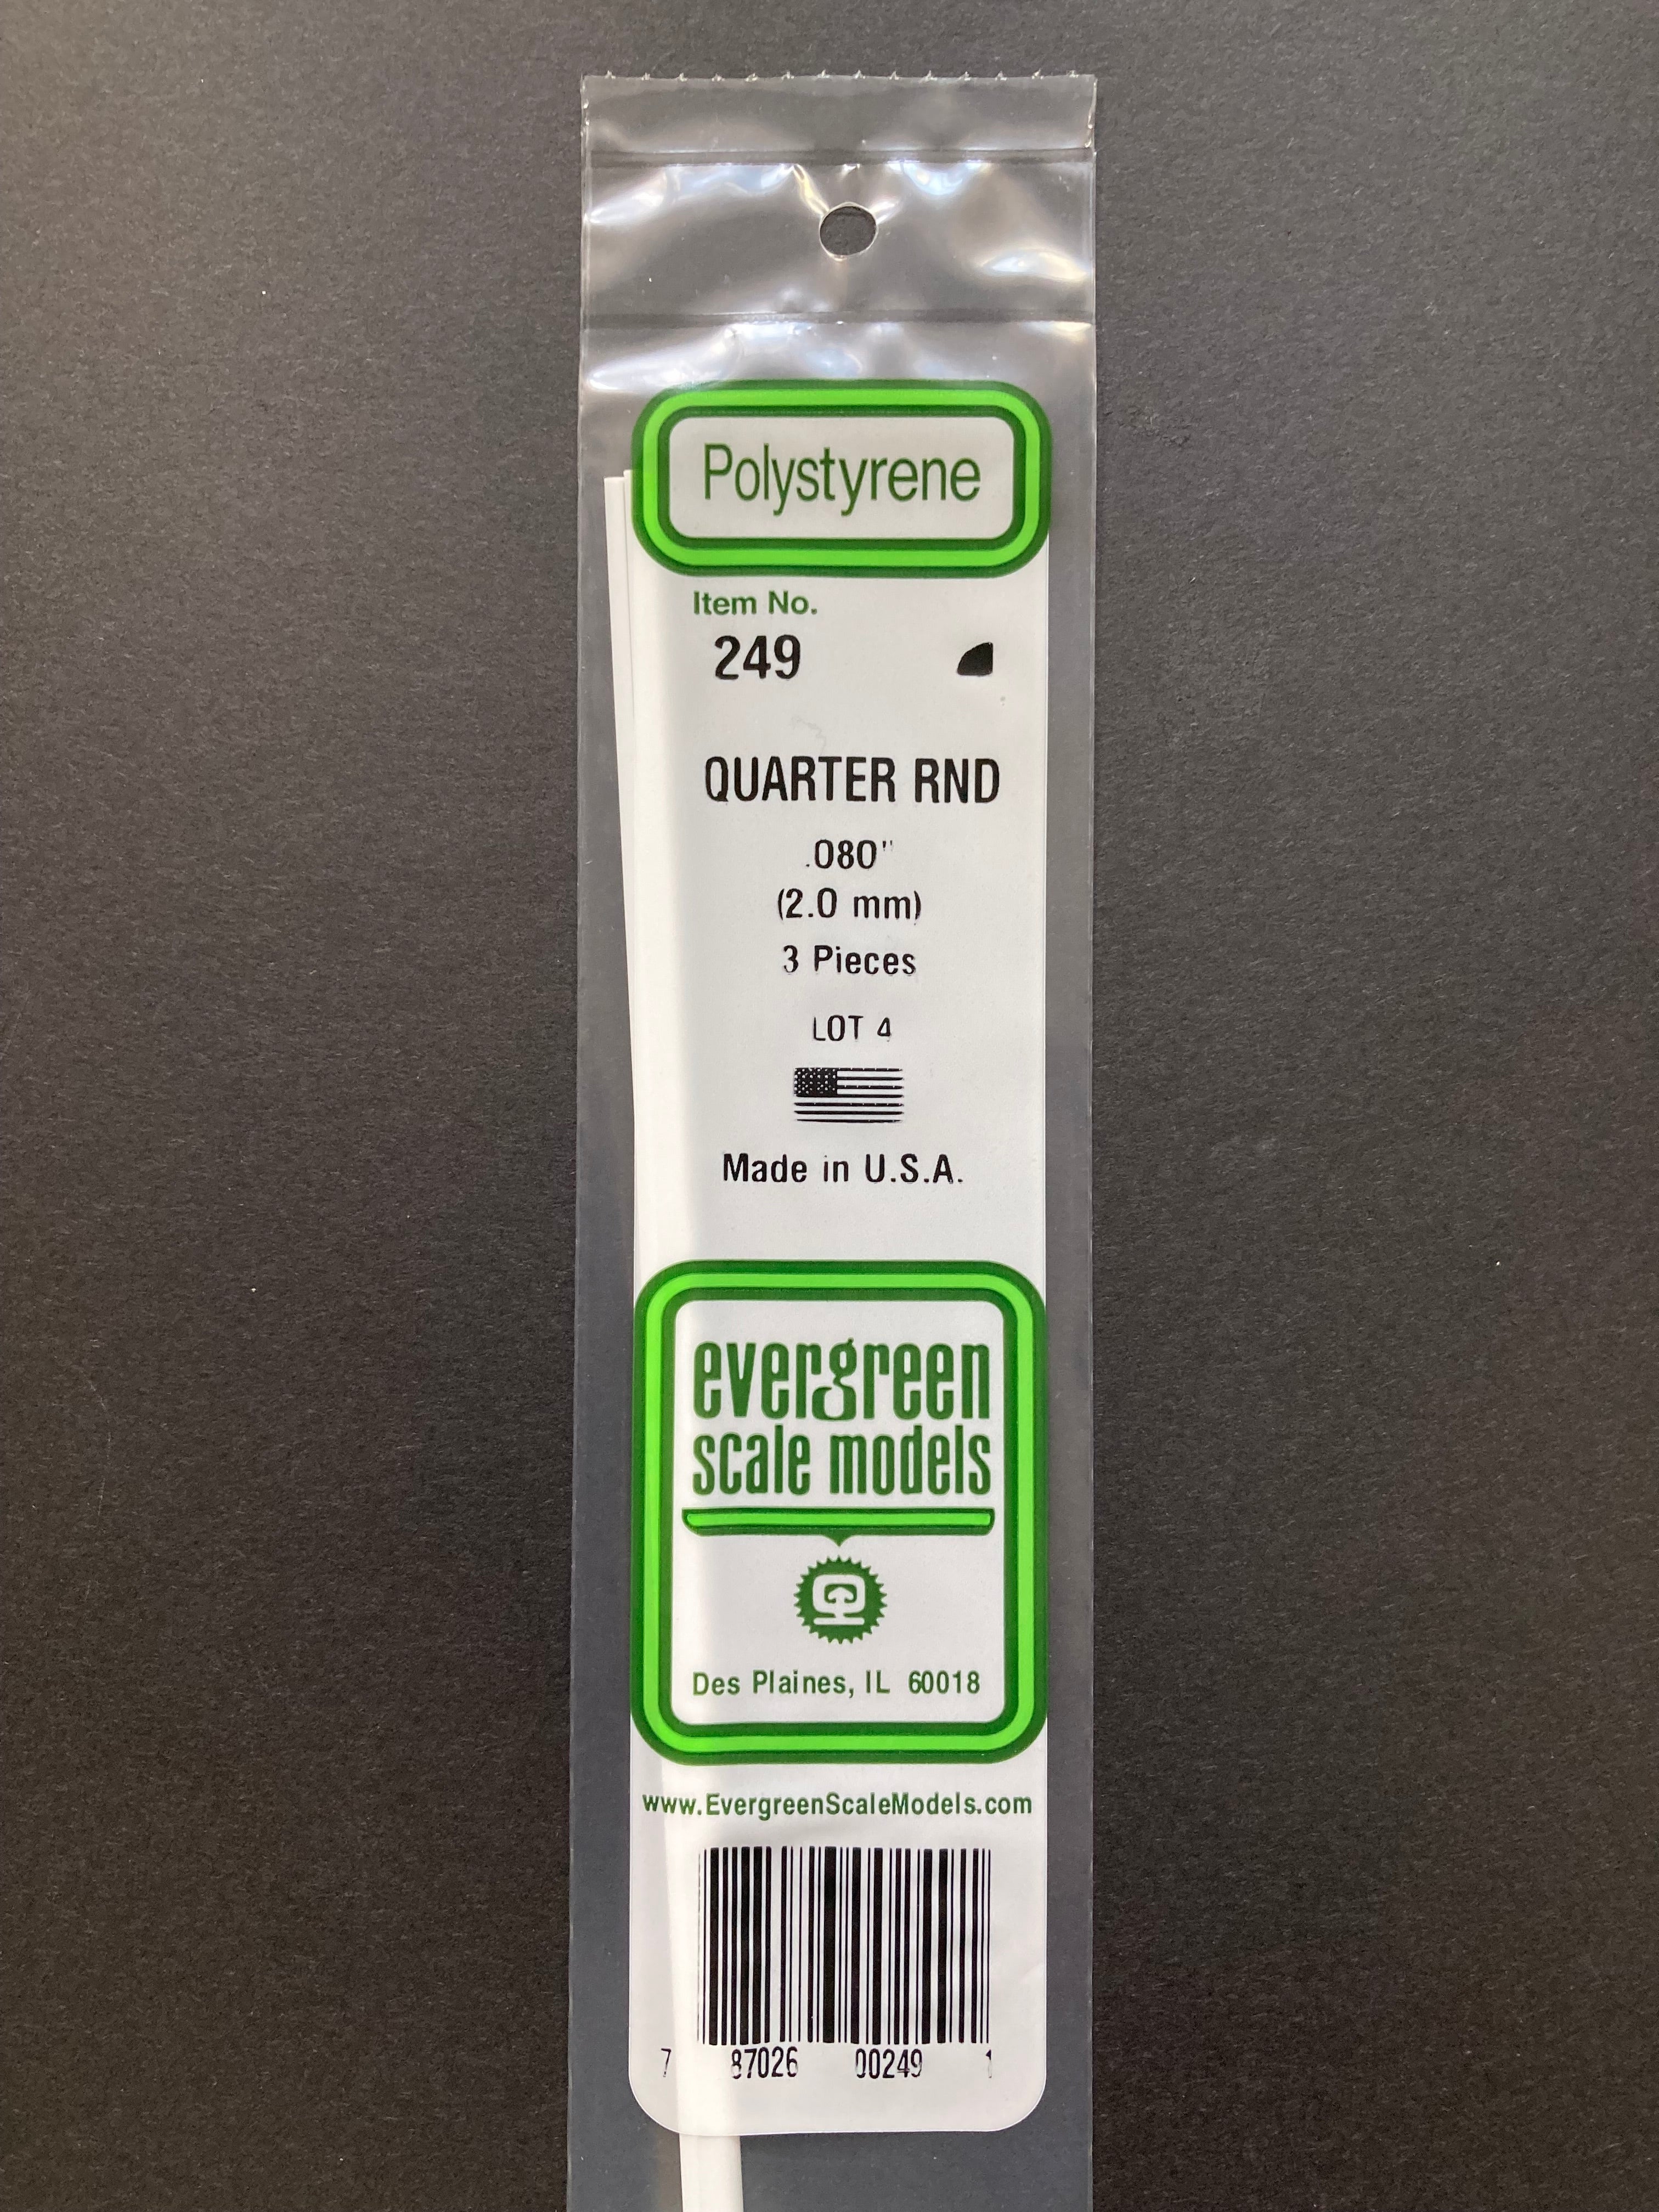 Polystyrene
Item No.
249
QUARTER RND
.080"
(2.0 mm)
3 Pieces
LOT 4
Made in U.S.A.
evergreen
scale models
Des Plaines, IL 60018
www.EvergreenScaleModels.com
7 87026 00249 1